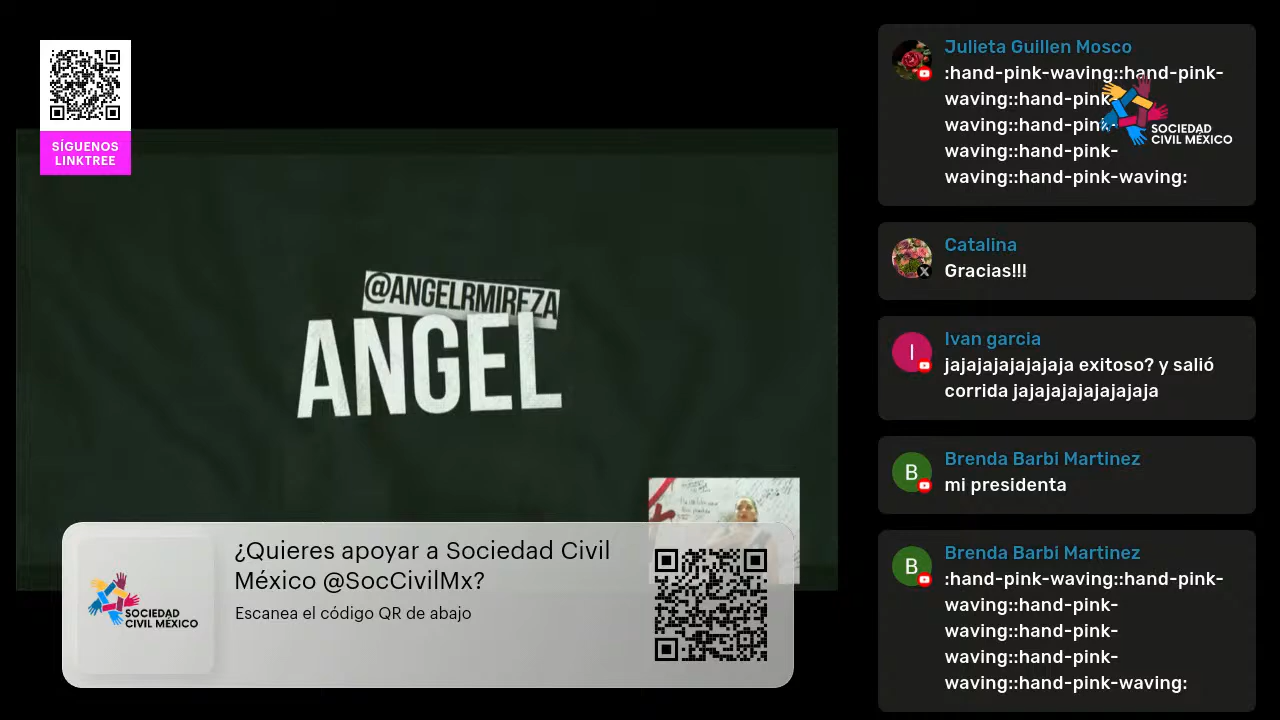 SÍGUENOS
LINKTREE
@ANGELRMIREZA
ANGEL
¿Quieres apoyar a Sociedad Civil
México @SocCivilMx?
Escanea el código QR de abajo
SOCIEDAD
CIVIL MÉXICO
Julieta Guillen Mosco
:hand-pink-waving::hand-pink-
waving::hand-pink-
waving::hand-pink-
waving::hand-pink-
waving::hand-pink-waving:
SOCIEDAD
CIVIL MÉXICO
Catalina
Gracias!!!
I
Ivan garcia
jajajajajajajaja exitoso? y salió
corrida jajajajajajajajaja
B
Brenda Barbi Martinez
mi presidenta
B
Brenda Barbi Martinez
:hand-pink-waving::hand-pink-
waving::hand-pink-
waving::hand-pink-
waving::hand-pink-
waving::hand-pink-waving: